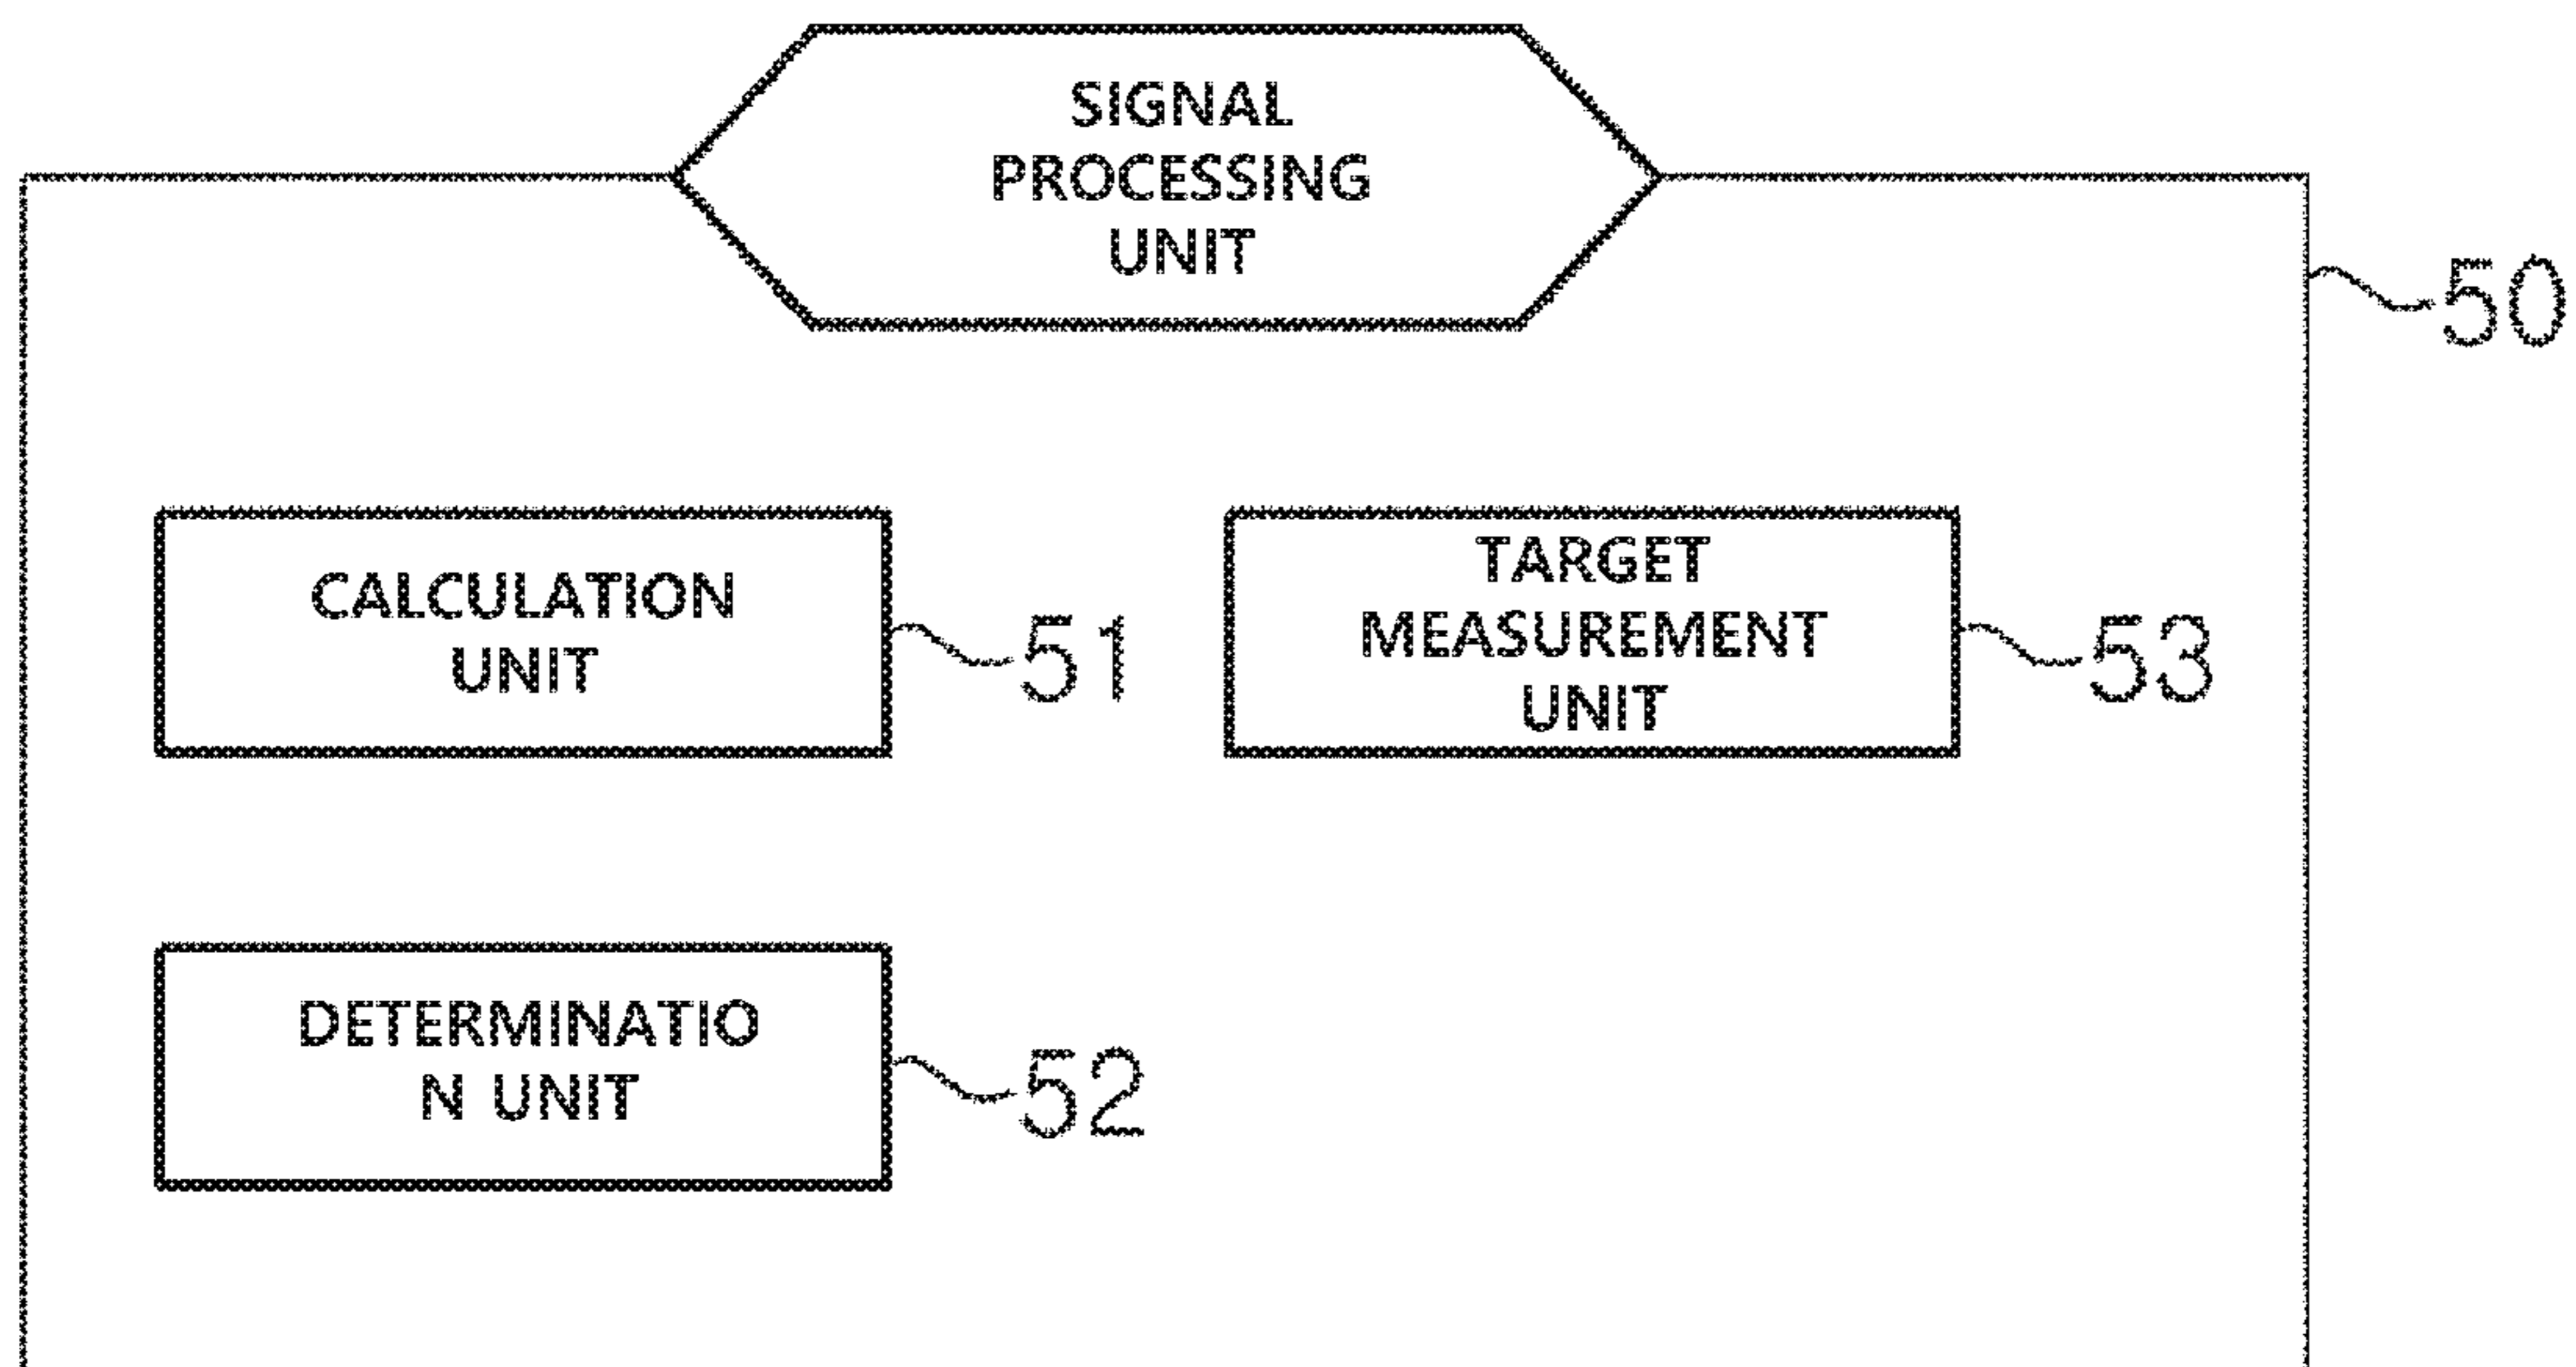 SIGNAL
PROCESSING
UNIT
50
CALCULATION
UNIT
51
TARGET
MEASUREMENT
UNIT
53
DETERMINATIO
N UNIT
52